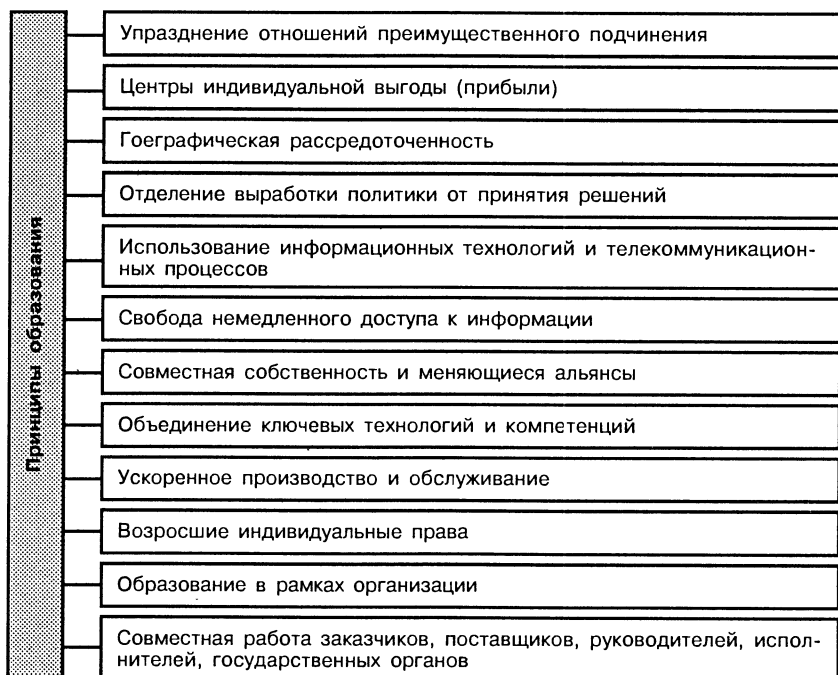 Принципы образования
Упразднение отношений преимущественного подчинения
Центры индивидуальной выгоды (прибыли)
Гоеграфическая рассредоточенность
Отделение выработки политики от принятия решений
Использование информационных технологий и телекоммуникацион-
ных процессов
Свобода немедленного доступа к информации
Совместная собственность и меняющиеся альянсы
Объединение ключевых технологий и компетенций
Ускоренное производство и обслуживание
Возросшие индивидуальные права
Образование в рамках организации
Совместная работа заказчиков, поставщиков, руководителей, испол-
нителей, государственных органов